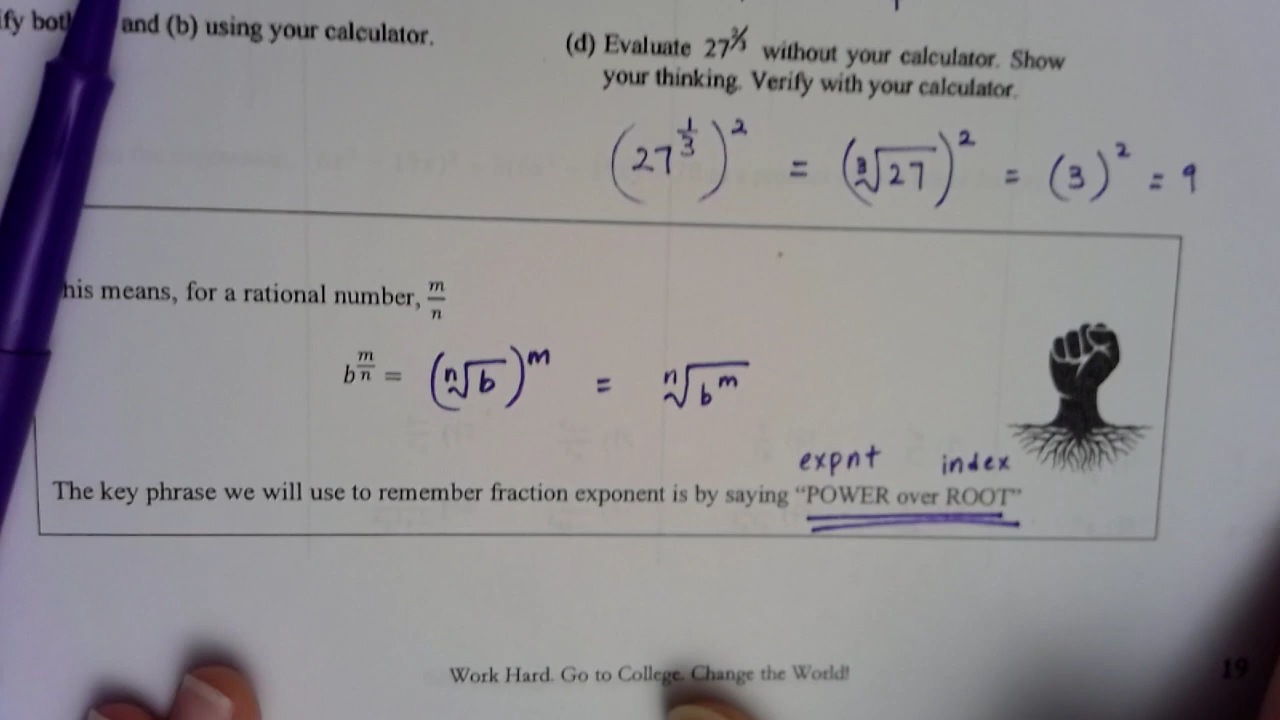 and (b) using your calculator.
(d) Evaluate 27^{2/3} without your calculator. Show
your thinking. Verify with your calculator.
(27^{1/3})^2 = (∛27)^2 = (3)^2 = 9
his means, for a rational number, m/n
b^{m/n} = (ⁿ√b)^m = ⁿ√(b^m)
expnt index
The key phrase we will use to remember fraction exponent is by saying “POWER over ROOT”
Work Hard. Go to College. Change the World!
19